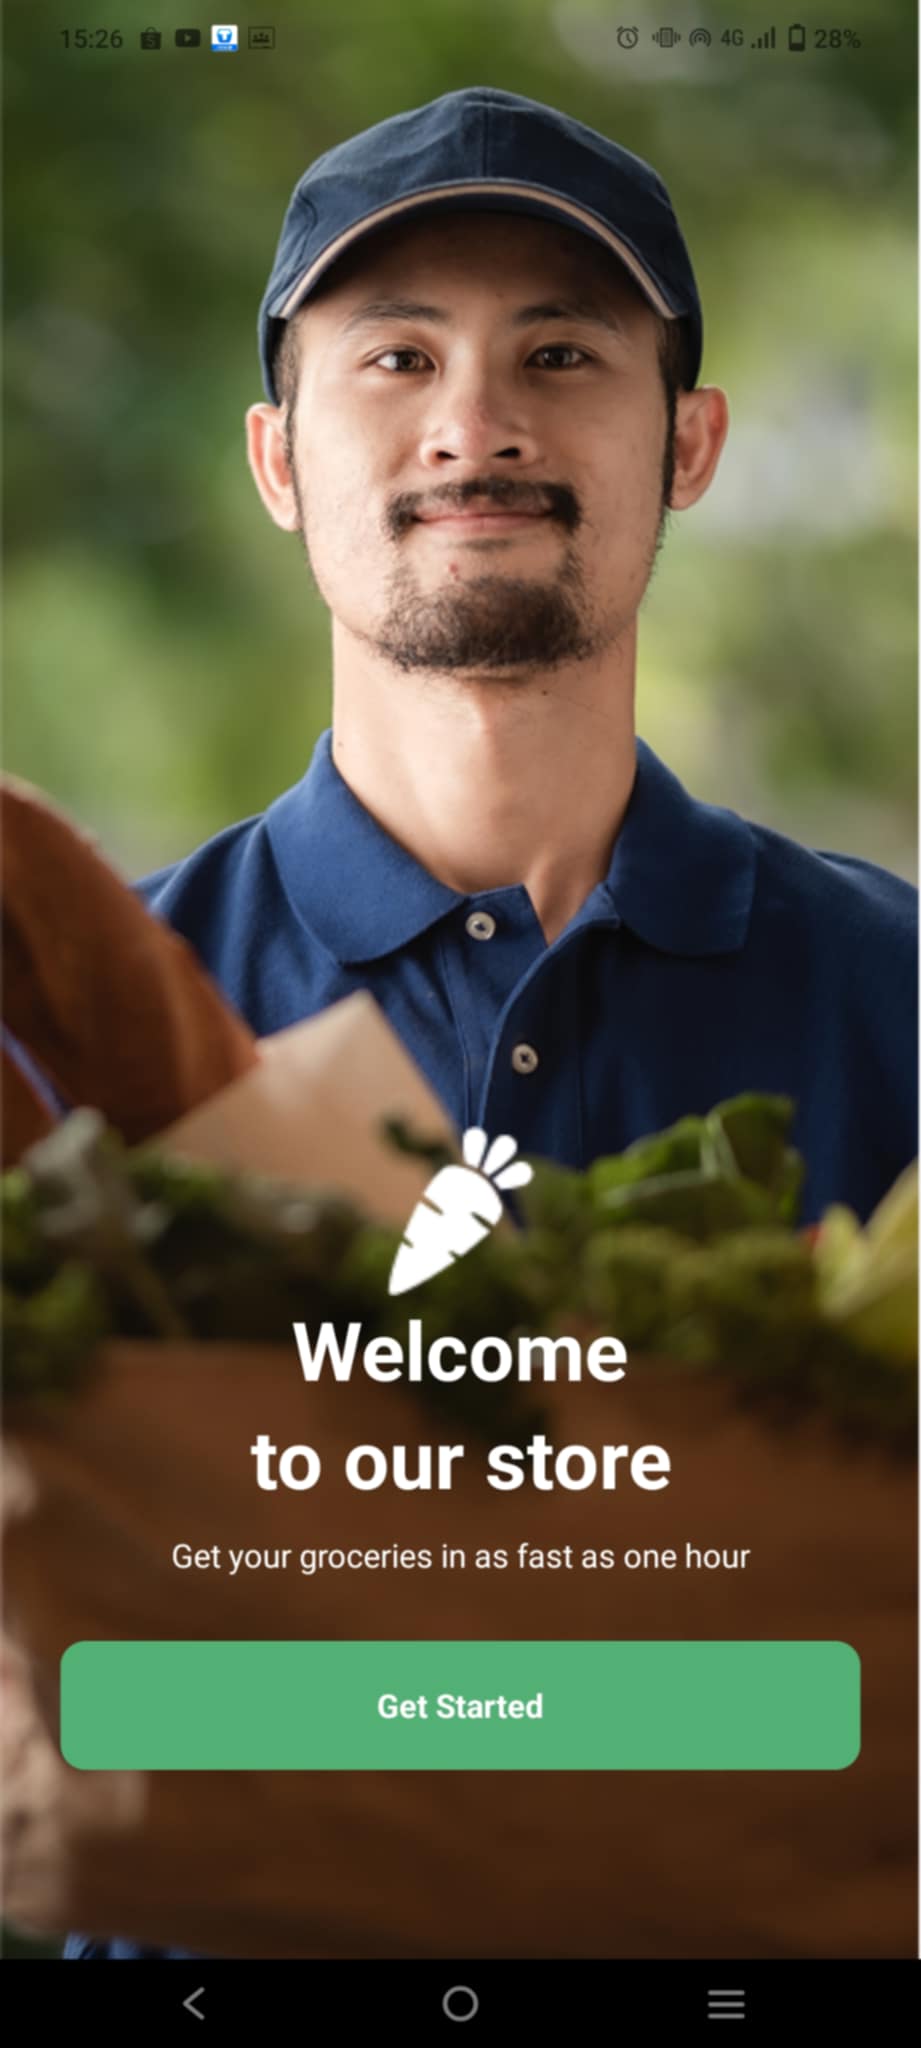 15:26 4G 28%
Welcome
to our store
Get your groceries in as fast as one hour
Get Started